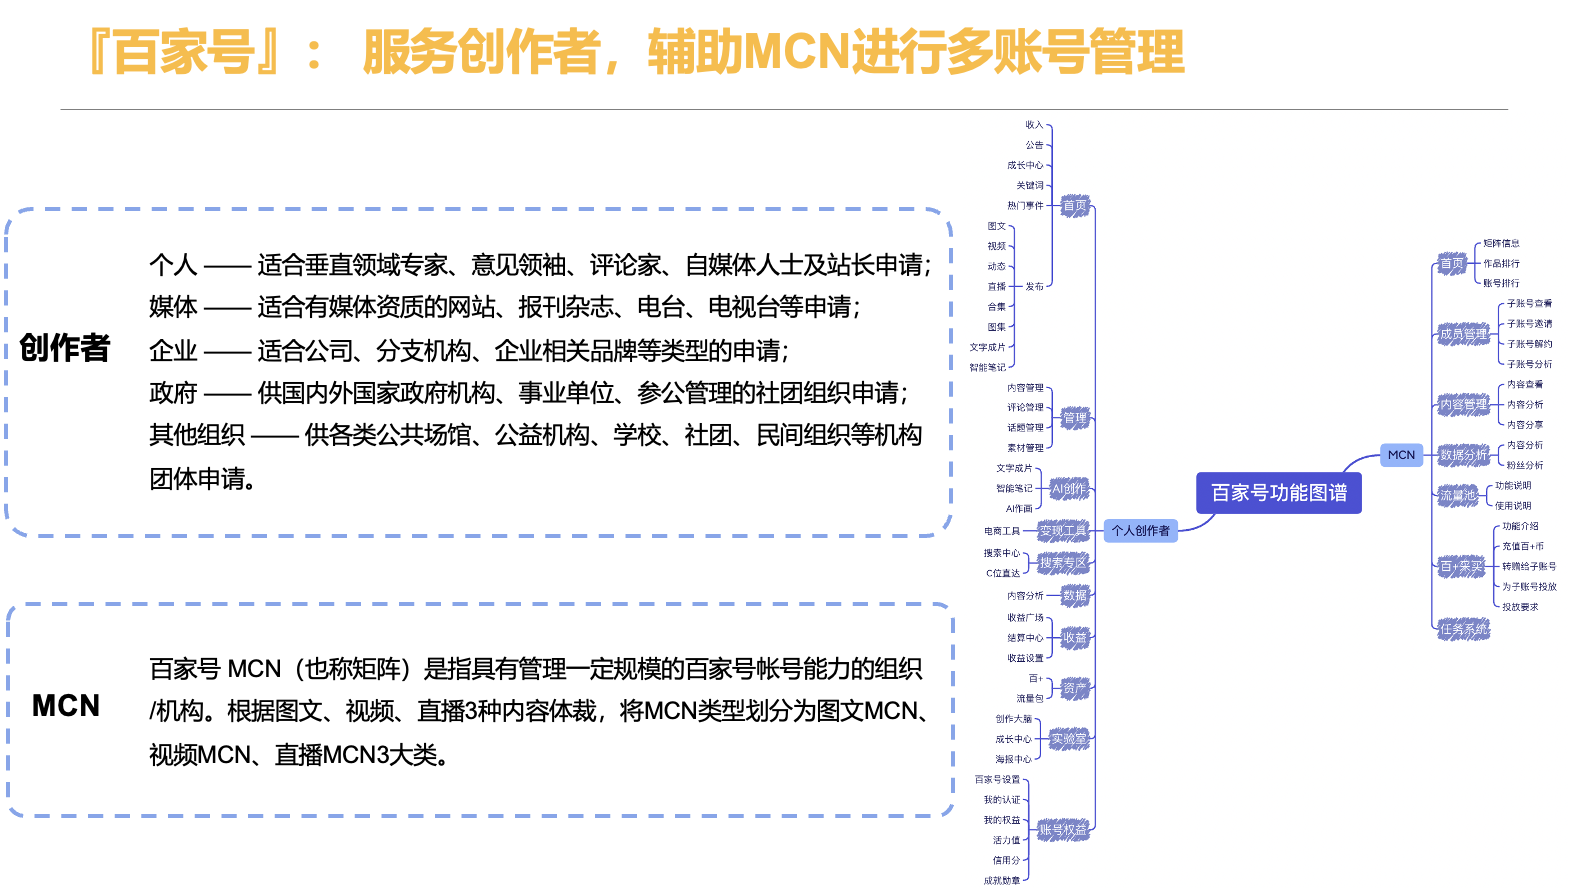 『百家号』： 服务创作者，辅助MCN进行多账号管理
创作者
个人 —— 适合垂直领域专家、意见领袖、评论家、自媒体人士及站长申请；
媒体 —— 适合有媒体资质的网站、报刊杂志、电台、电视台等申请；
企业 —— 适合公司、分支机构、企业相关品牌等类型的申请；
政府 —— 供国内外国家政府机构、事业单位、参公管理的社团组织申请；
其他组织 —— 供各类公共场馆、公益机构、学校、社团、民间组织等机构
团体申请。
MCN
百家号 MCN（也称矩阵）是指具有管理一定规模的百家号帐号能力的组织
/机构。根据图文、视频、直播3种内容体裁，将MCN类型划分为图文MCN、
视频MCN、直播MCN3大类。
百家号功能图谱
个人创作者
首页
收入
公告
成长中心
关键词
热门事件
发布
图文
视频
动态
直播
合集
图集
文字成片
智能笔记
管理
内容管理
评论管理
话题管理
素材管理
AI创作
文字成片
智能笔记
AI作画
变现工具
电商工具
搜索专区
搜索中心
C位直达
数据
内容分析
收益
收益广场
结算中心
收益设置
资产
百+
流量包
实验室
创作大脑
成长中心
海报中心
账号权益
百家号设置
我的认证
我的权益
活力值
信用分
成就勋章
MCN
首页
矩阵信息
作品排行
账号排行
成员管理
子账号查看
子账号邀请
子账号解约
子账号分析
内容管理
内容查看
内容分析
内容分享
数据分析
内容分析
粉丝分析
流量池
功能说明
使用说明
百+采买
功能介绍
充值百+币
转赠给子账号
为子账号投放
投放要求
任务系统